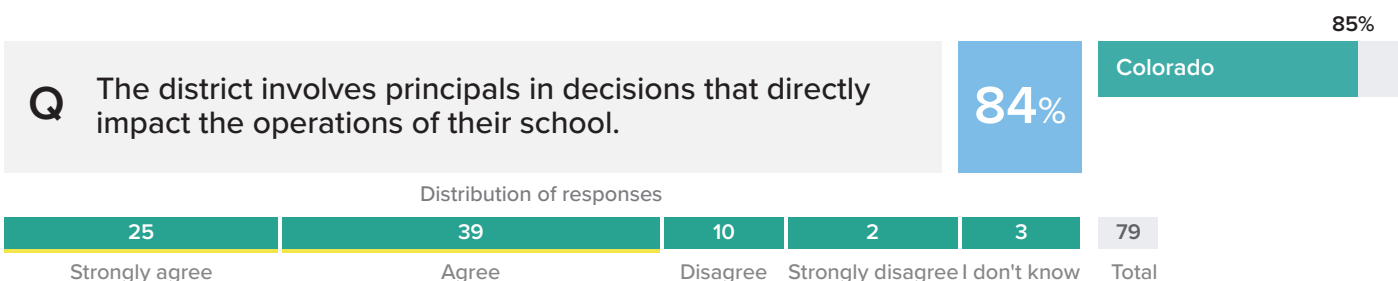 85%
Q
The district involves principals in decisions that directly
impact the operations of their school.
84%
Colorado
Distribution of responses
25 39 10 2 3 79
Strongly agree Agree Disagree Strongly disagree I don't know Total